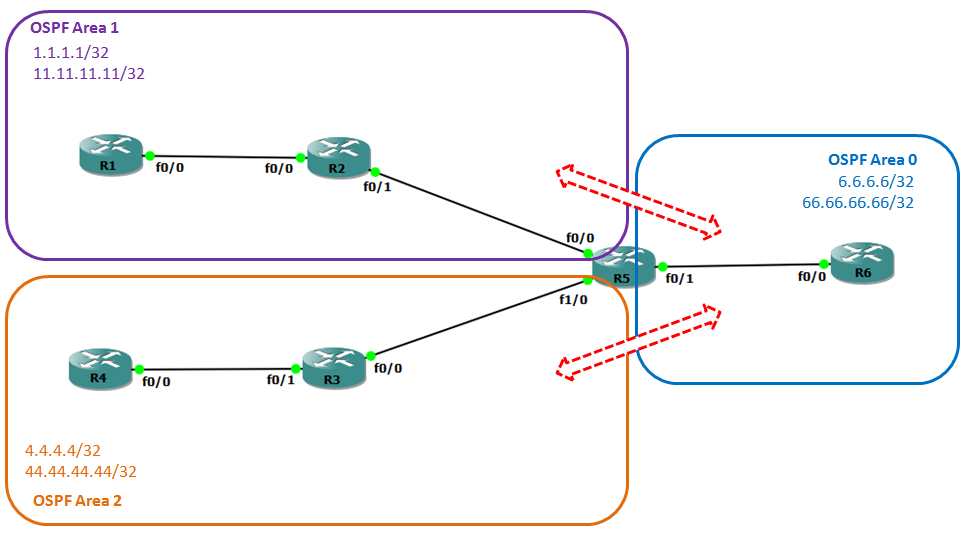 OSPF Area 1
1.1.1.1/32
11.11.11.11/32
R1
f0/0
f0/0
R2
f0/1
OSPF Area 0
6.6.6.6/32
66.66.66.66/32
f0/0
R5
f0/1
f0/0
R6
f1/0
R4
f0/0
f0/1
R3
f0/0
4.4.4.4/32
44.44.44.44/32
OSPF Area 2